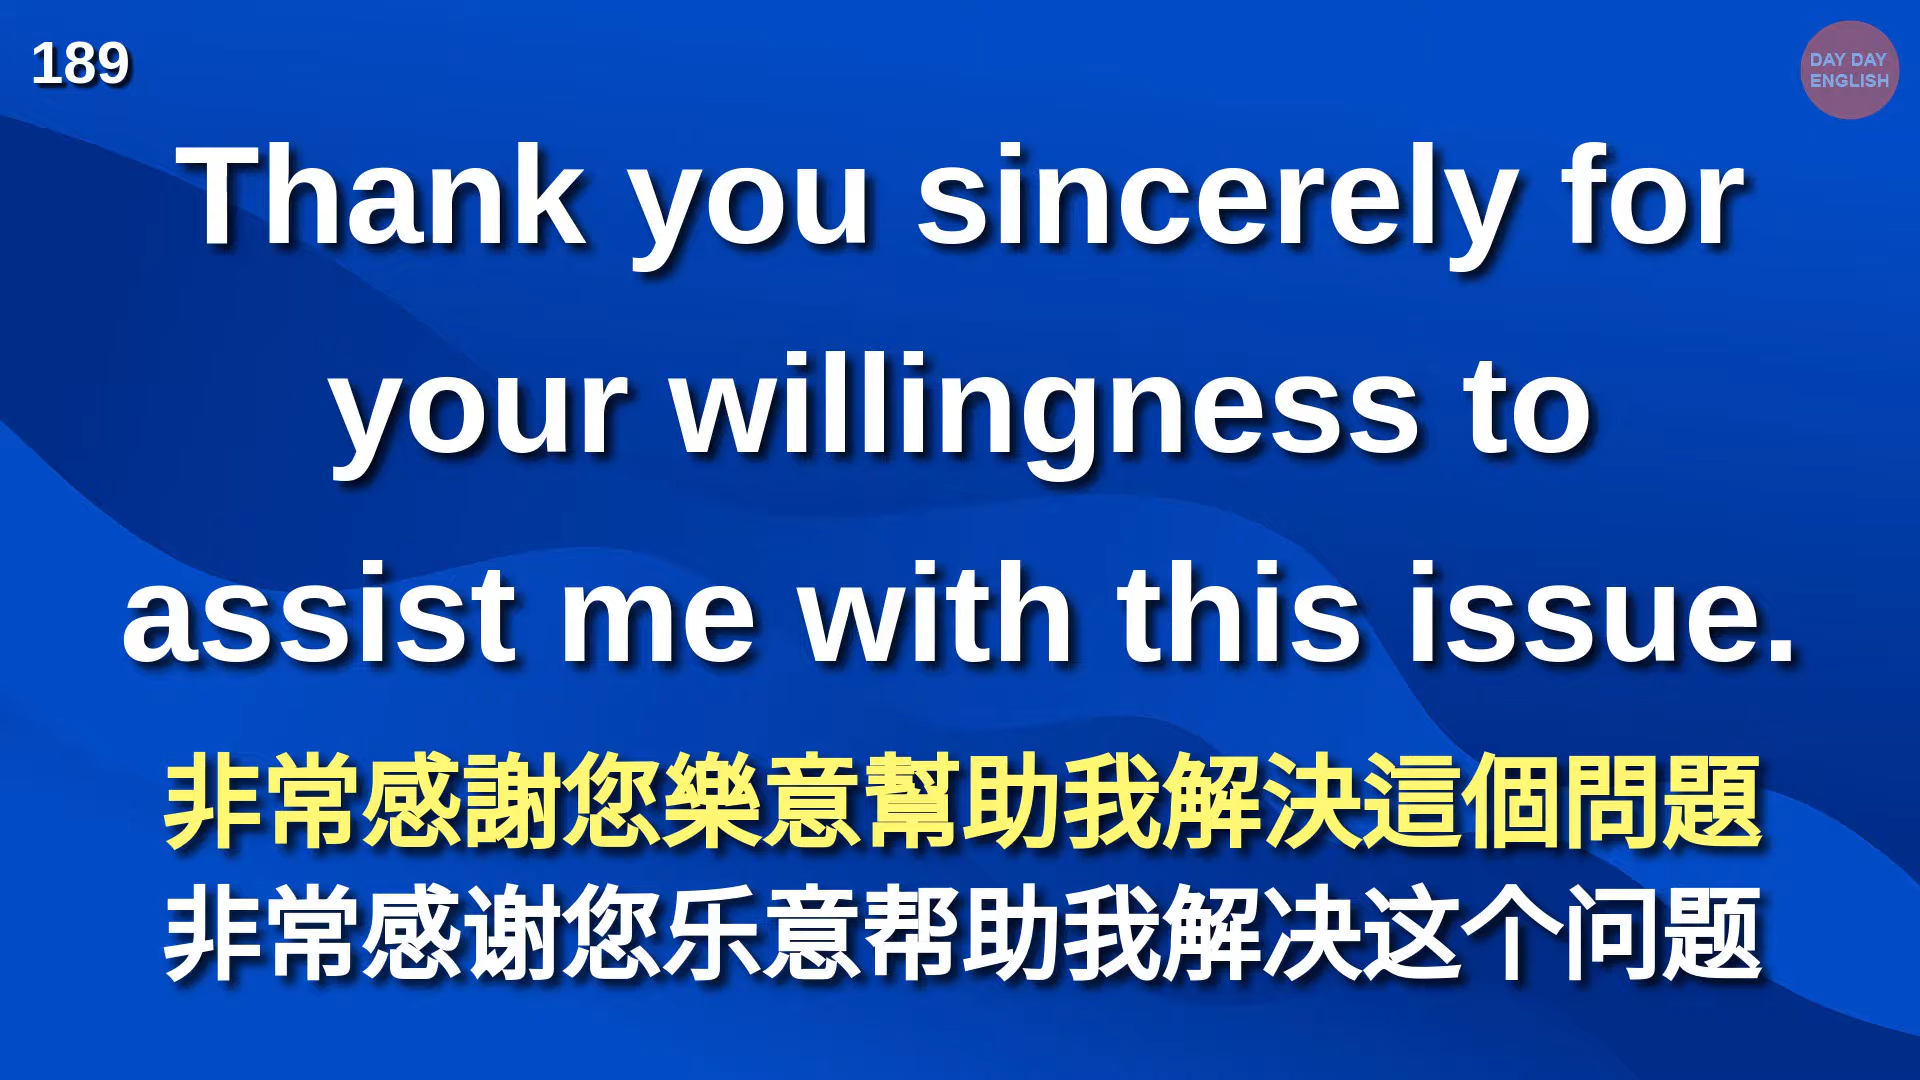 189
DAY DAY
ENGLISH
Thank you sincerely for
your willingness to
assist me with this issue.
非常感謝您樂意幫助我解決這個問題
非常感谢您乐意帮助我解决这个问题